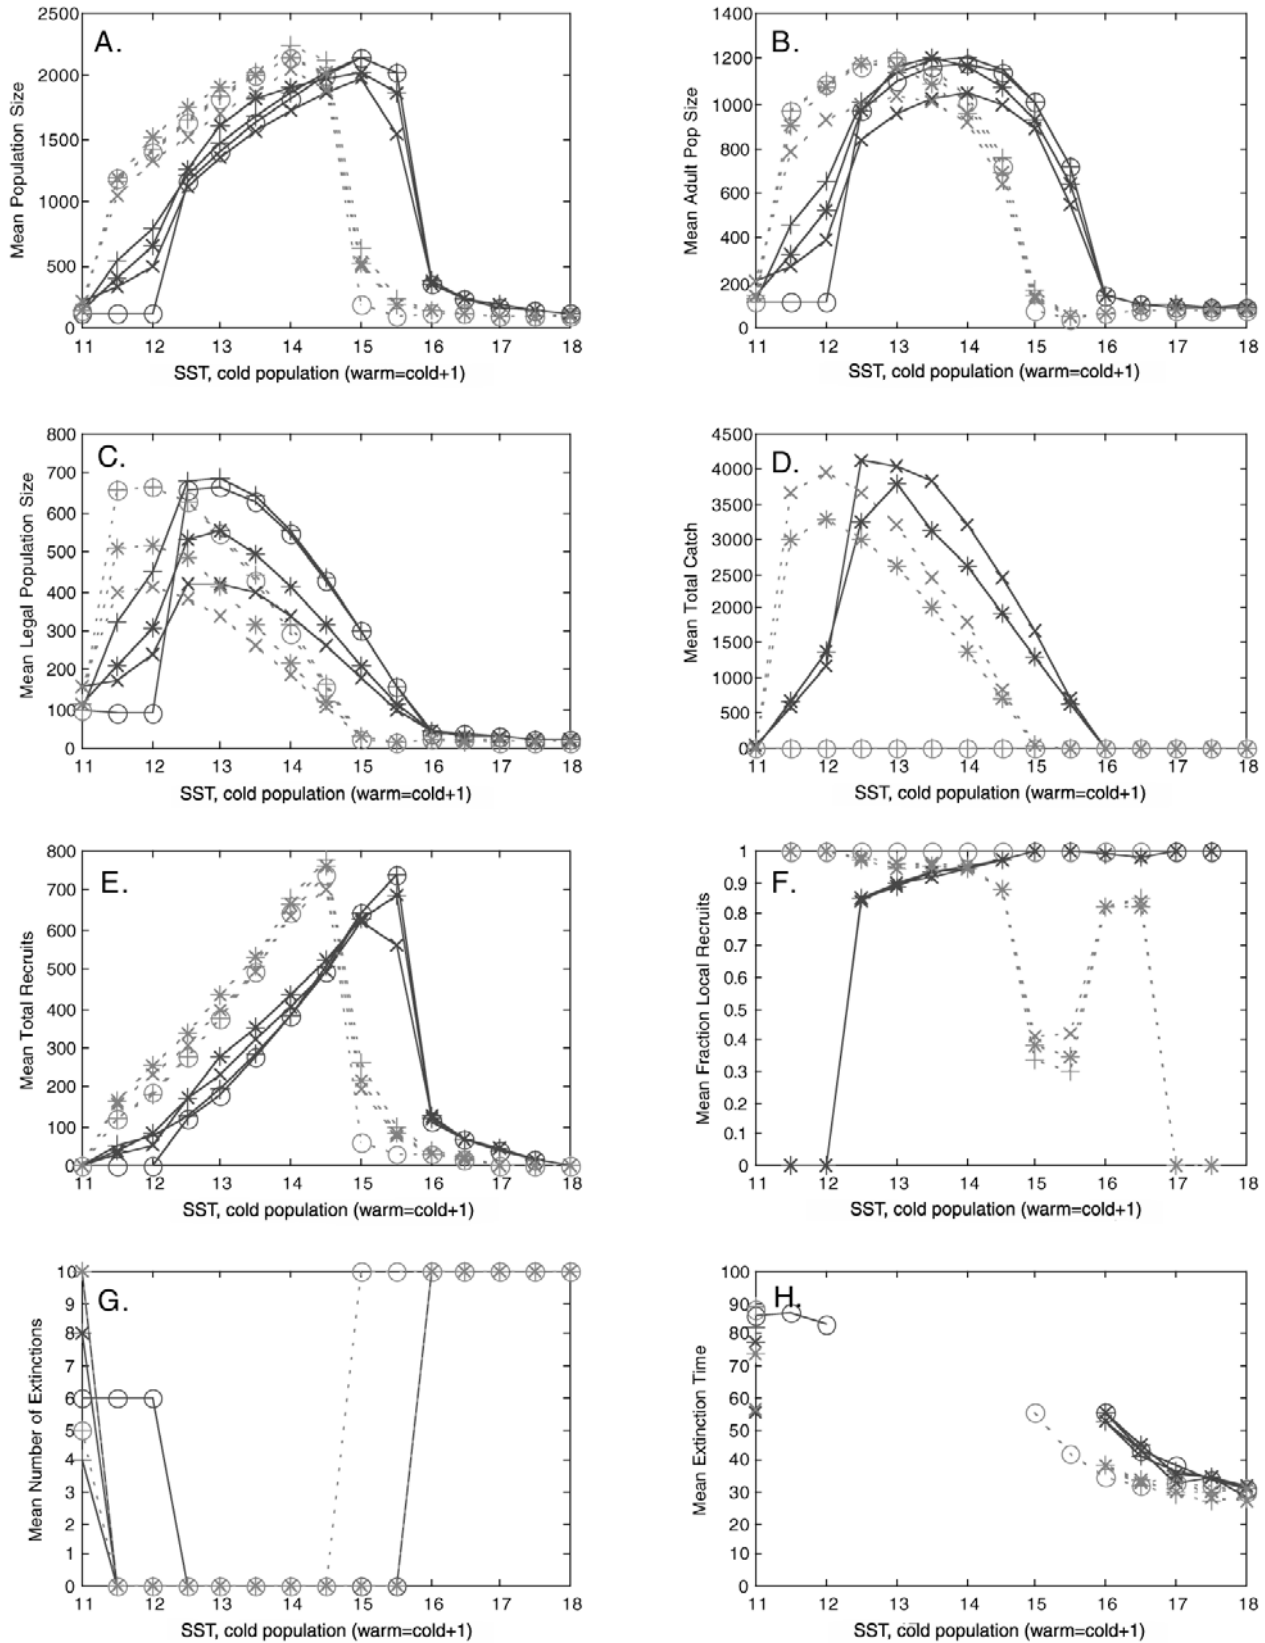 A.
Mean Population Size
2500
2000
1500
1000
500
0
11 12 13 14 15 16 17 18
SST, cold population (warm=cold+1)
B.
Mean Adult Pop Size
1400
1200
1000
800
600
400
200
0
11 12 13 14 15 16 17 18
SST, cold population (warm=cold+1)
C.
Mean Legal Population Size
800
700
600
500
400
300
200
100
0
11 12 13 14 15 16 17 18
SST, cold population (warm=cold+1)
D.
Mean Total Catch
4500
4000
3500
3000
2500
2000
1500
1000
500
0
11 12 13 14 15 16 17 18
SST, cold population (warm=cold+1)
E.
Mean Total Recruits
800
700
600
500
400
300
200
100
0
11 12 13 14 15 16 17 18
SST, cold population (warm=cold+1)
F.
Mean Fraction Local Recruits
1
0.9
0.8
0.7
0.6
0.5
0.4
0.3
0.2
0.1
0
11 12 13 14 15 16 17 18
SST, cold population (warm=cold+1)
G.
Mean Number of Extinctions
10
9
8
7
6
5
4
3
2
1
0
11 12 13 14 15 16 17 18
SST, cold population (warm=cold+1)
H.
Mean Extinction Time
100
90
80
70
60
50
40
30
20
10
0
11 12 13 14 15 16 17 18
SST, cold population (warm=cold+1)